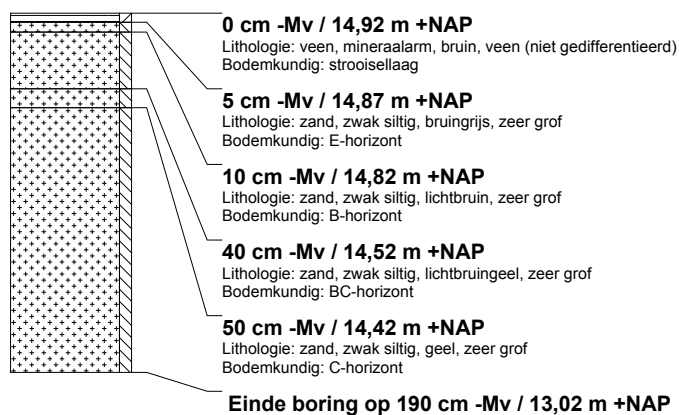 0 cm -Mv / 14,92 m +NAP
Lithologie: veen, mineraalarm, bruin, veen (niet gedifferentieerd)
Bodemkundig: strooisellaag
5 cm -Mv / 14,87 m +NAP
Lithologie: zand, zwak siltig, bruingrijs, zeer grof
Bodemkundig: E-horizont
10 cm -Mv / 14,82 m +NAP
Lithologie: zand, zwak siltig, lichtbruin, zeer grof
Bodemkundig: B-horizont
40 cm -Mv / 14,52 m +NAP
Lithologie: zand, zwak siltig, lichtbruingeel, zeer grof
Bodemkundig: BC-horizont
50 cm -Mv / 14,42 m +NAP
Lithologie: zand, zwak siltig, geel, zeer grof
Bodemkundig: C-horizont
Einde boring op 190 cm -Mv / 13,02 m +NAP